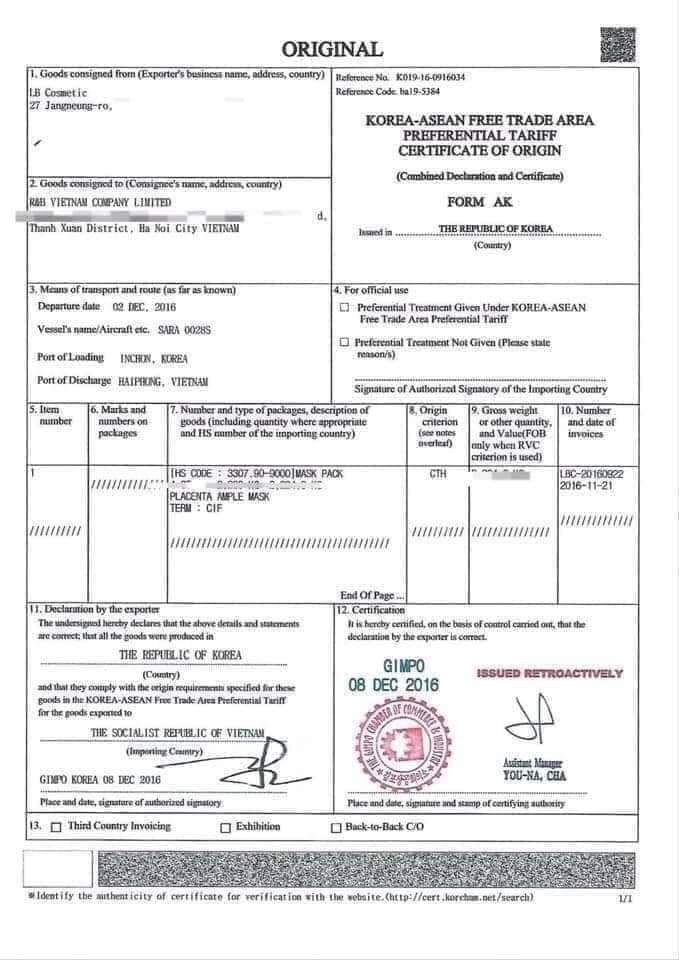 ORIGINAL
1. Goods consigned from (Exporter's business name, address, country)
LB Cosmetic
27 Jangneung-ro,
Reference No. K019-16-0916034
Reference Code. ba19-5384
KOREA-ASEAN FREE TRADE AREA
PREFERENTIAL TARIFF
CERTIFICATE OF ORIGIN
(Combined Declaration and Certificate)
FORM AK
Issued in THE REPUBLIC OF KOREA
(Country)
2. Goods consigned to (Consignee's name, address, country)
R&B VIETNAM COMPANY LIMITED
d,
Thanh Xuan District, Ha Noi City VIETNAM
3. Means of transport and route (as far as known)
Departure date 02 DEC, 2016
Vessel's name/Aircraft etc. SARA 0028S
Port of Loading INCHON, KOREA
Port of Discharge HAIPHONG, VIETNAM
4. For official use
Preferential Treatment Given Under KOREA-ASEAN
Free Trade Area Preferential Tariff
Preferential Treatment Not Given (Please state
reason/s)
Signature of Authorized Signatory of the Importing Country
5. Item
number
6. Marks and
numbers on
packages
7. Number and type of packages, description of
goods (including quantity where appropriate
and HS number of the importing country)
8. Origin
criterion
(see notes
overleaf)
9. Gross weight
or other quantity,
and Value(FOB
only when RVC
criterion is used)
10. Number
and date of
invoices
1
[HS CODE : 3307.90-9000]MASK PACK
PLACENTA AMPLE MASK
TERM : CIF
CTH
LBC-20160922
2016-11-21
End Of Page ...
11. Declaration by the exporter
The undersigned hereby declares that the above details and statements
are correct; that all the goods were produced in
THE REPUBLIC OF KOREA
(Country)
and that they comply with the origin requirements specified for these
goods in the KOREA-ASEAN Free Trade Area Preferential Tariff
for the goods exported to
THE SOCIALIST REPUBLIC OF VIETNAM
(Importing Country)
GIMPO KOREA 08 DEC 2016
Place and date, signature of authorized signatory
12. Certification
It is hereby certified, on the basis of control carried out, that the
declaration by the exporter is correct.
GIMPO
08 DEC 2016
ISSUED RETROACTIVELY
THE GIMPO CHAMBER OF COMMERCE & INDUSTRY
김포상공회의소
Assistant Manager
YOU-NA, CHA
Place and date, signature and stamp of certifying authority
13. Third Country Invoicing
Exhibition
Back-to-Back C/O
※Identify the authenticity of certificate for verification with the website.(http://cert.korcham.net/search)
1/1